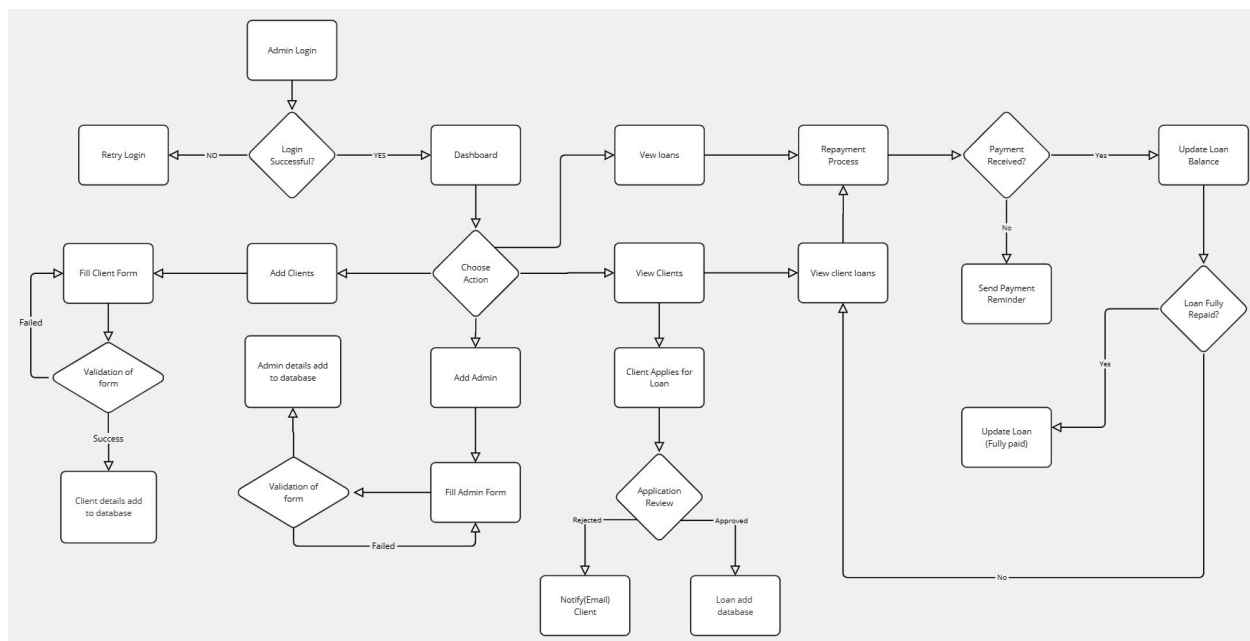 Admin Login
Retry Login
NO
Login
Successful?
YES
Dashboard
Vew loans
Repayment
Process
Payment
Received?
Yes
Update Loan
Balance
No
Fill Client Form
Add Clients
Choose
Action
View Clients
View client loans
Send Payment
Reminder
Loan Fully
Repaid?
Failed
Validation of
form
Admin details add
to database
Add Admin
Client Applies for
Loan
Yes
Success
Update Loan
(Fully paid)
Client details add
to database
Validation of
form
Fill Admin Form
Application
Review
Rejected
Approved
Failed
Notify(Email)
Client
Loan add
database
No